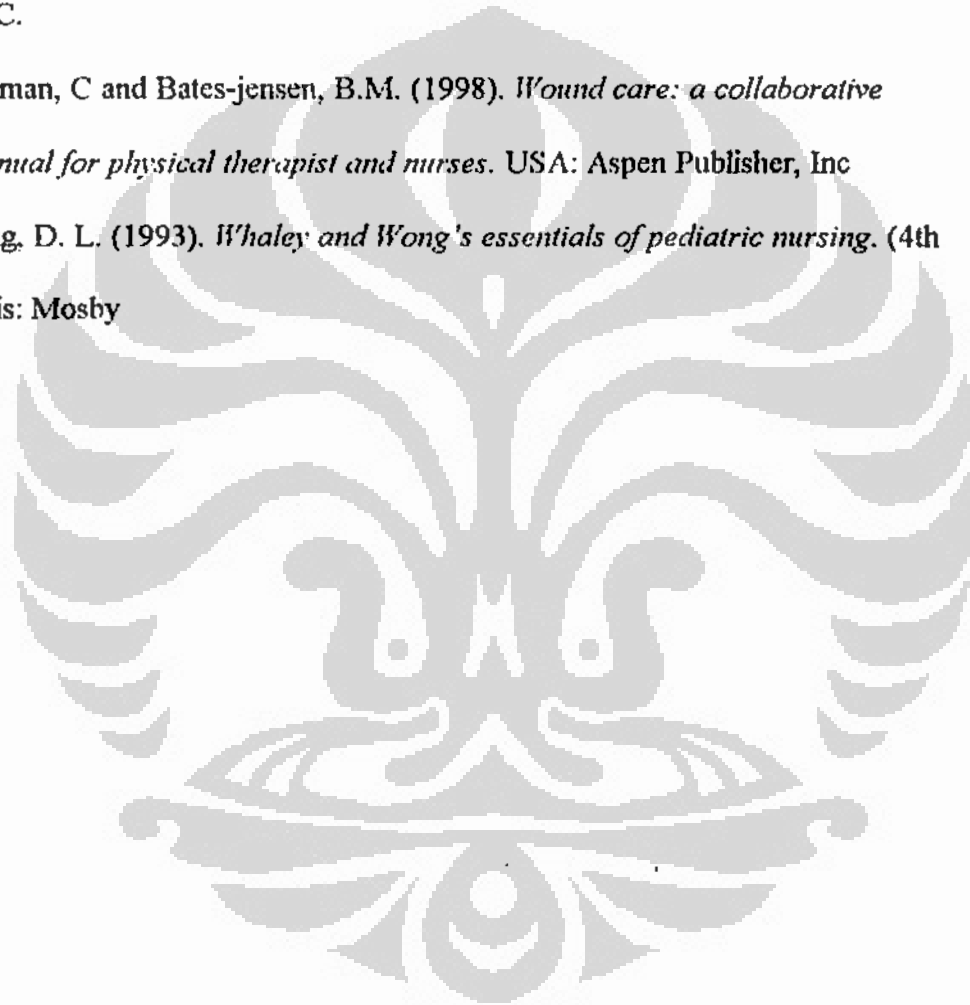 C.
man, C and Bates-jensen, B.M. (1998). Wound care: a collaborative
nual for physical therapist and nurses. USA: Aspen Publisher, Inc
g, D. L. (1993). Whaley and Wong's essentials of pediatric nursing. (4th
is: Mosby